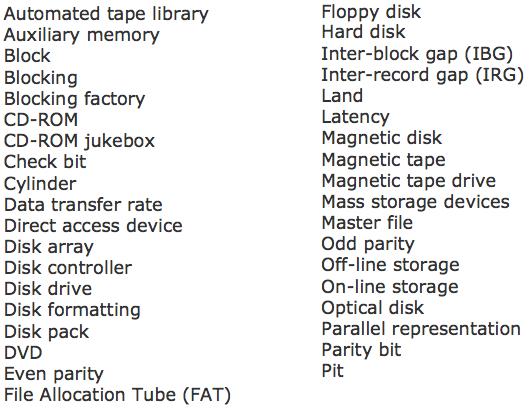 Automated tape library
Auxiliary memory
Block
Blocking
Blocking factory
CD-ROM
CD-ROM jukebox
Check bit
Cylinder
Data transfer rate
Direct access device
Disk array
Disk controller
Disk drive
Disk formatting
Disk pack
DVD
Even parity
File Allocation Tube (FAT)
Floppy disk
Hard disk
Inter-block gap (IBG)
Inter-record gap (IRG)
Land
Latency
Magnetic disk
Magnetic tape
Magnetic tape drive
Mass storage devices
Master file
Odd parity
Off-line storage
On-line storage
Optical disk
Parallel representation
Parity bit
Pit